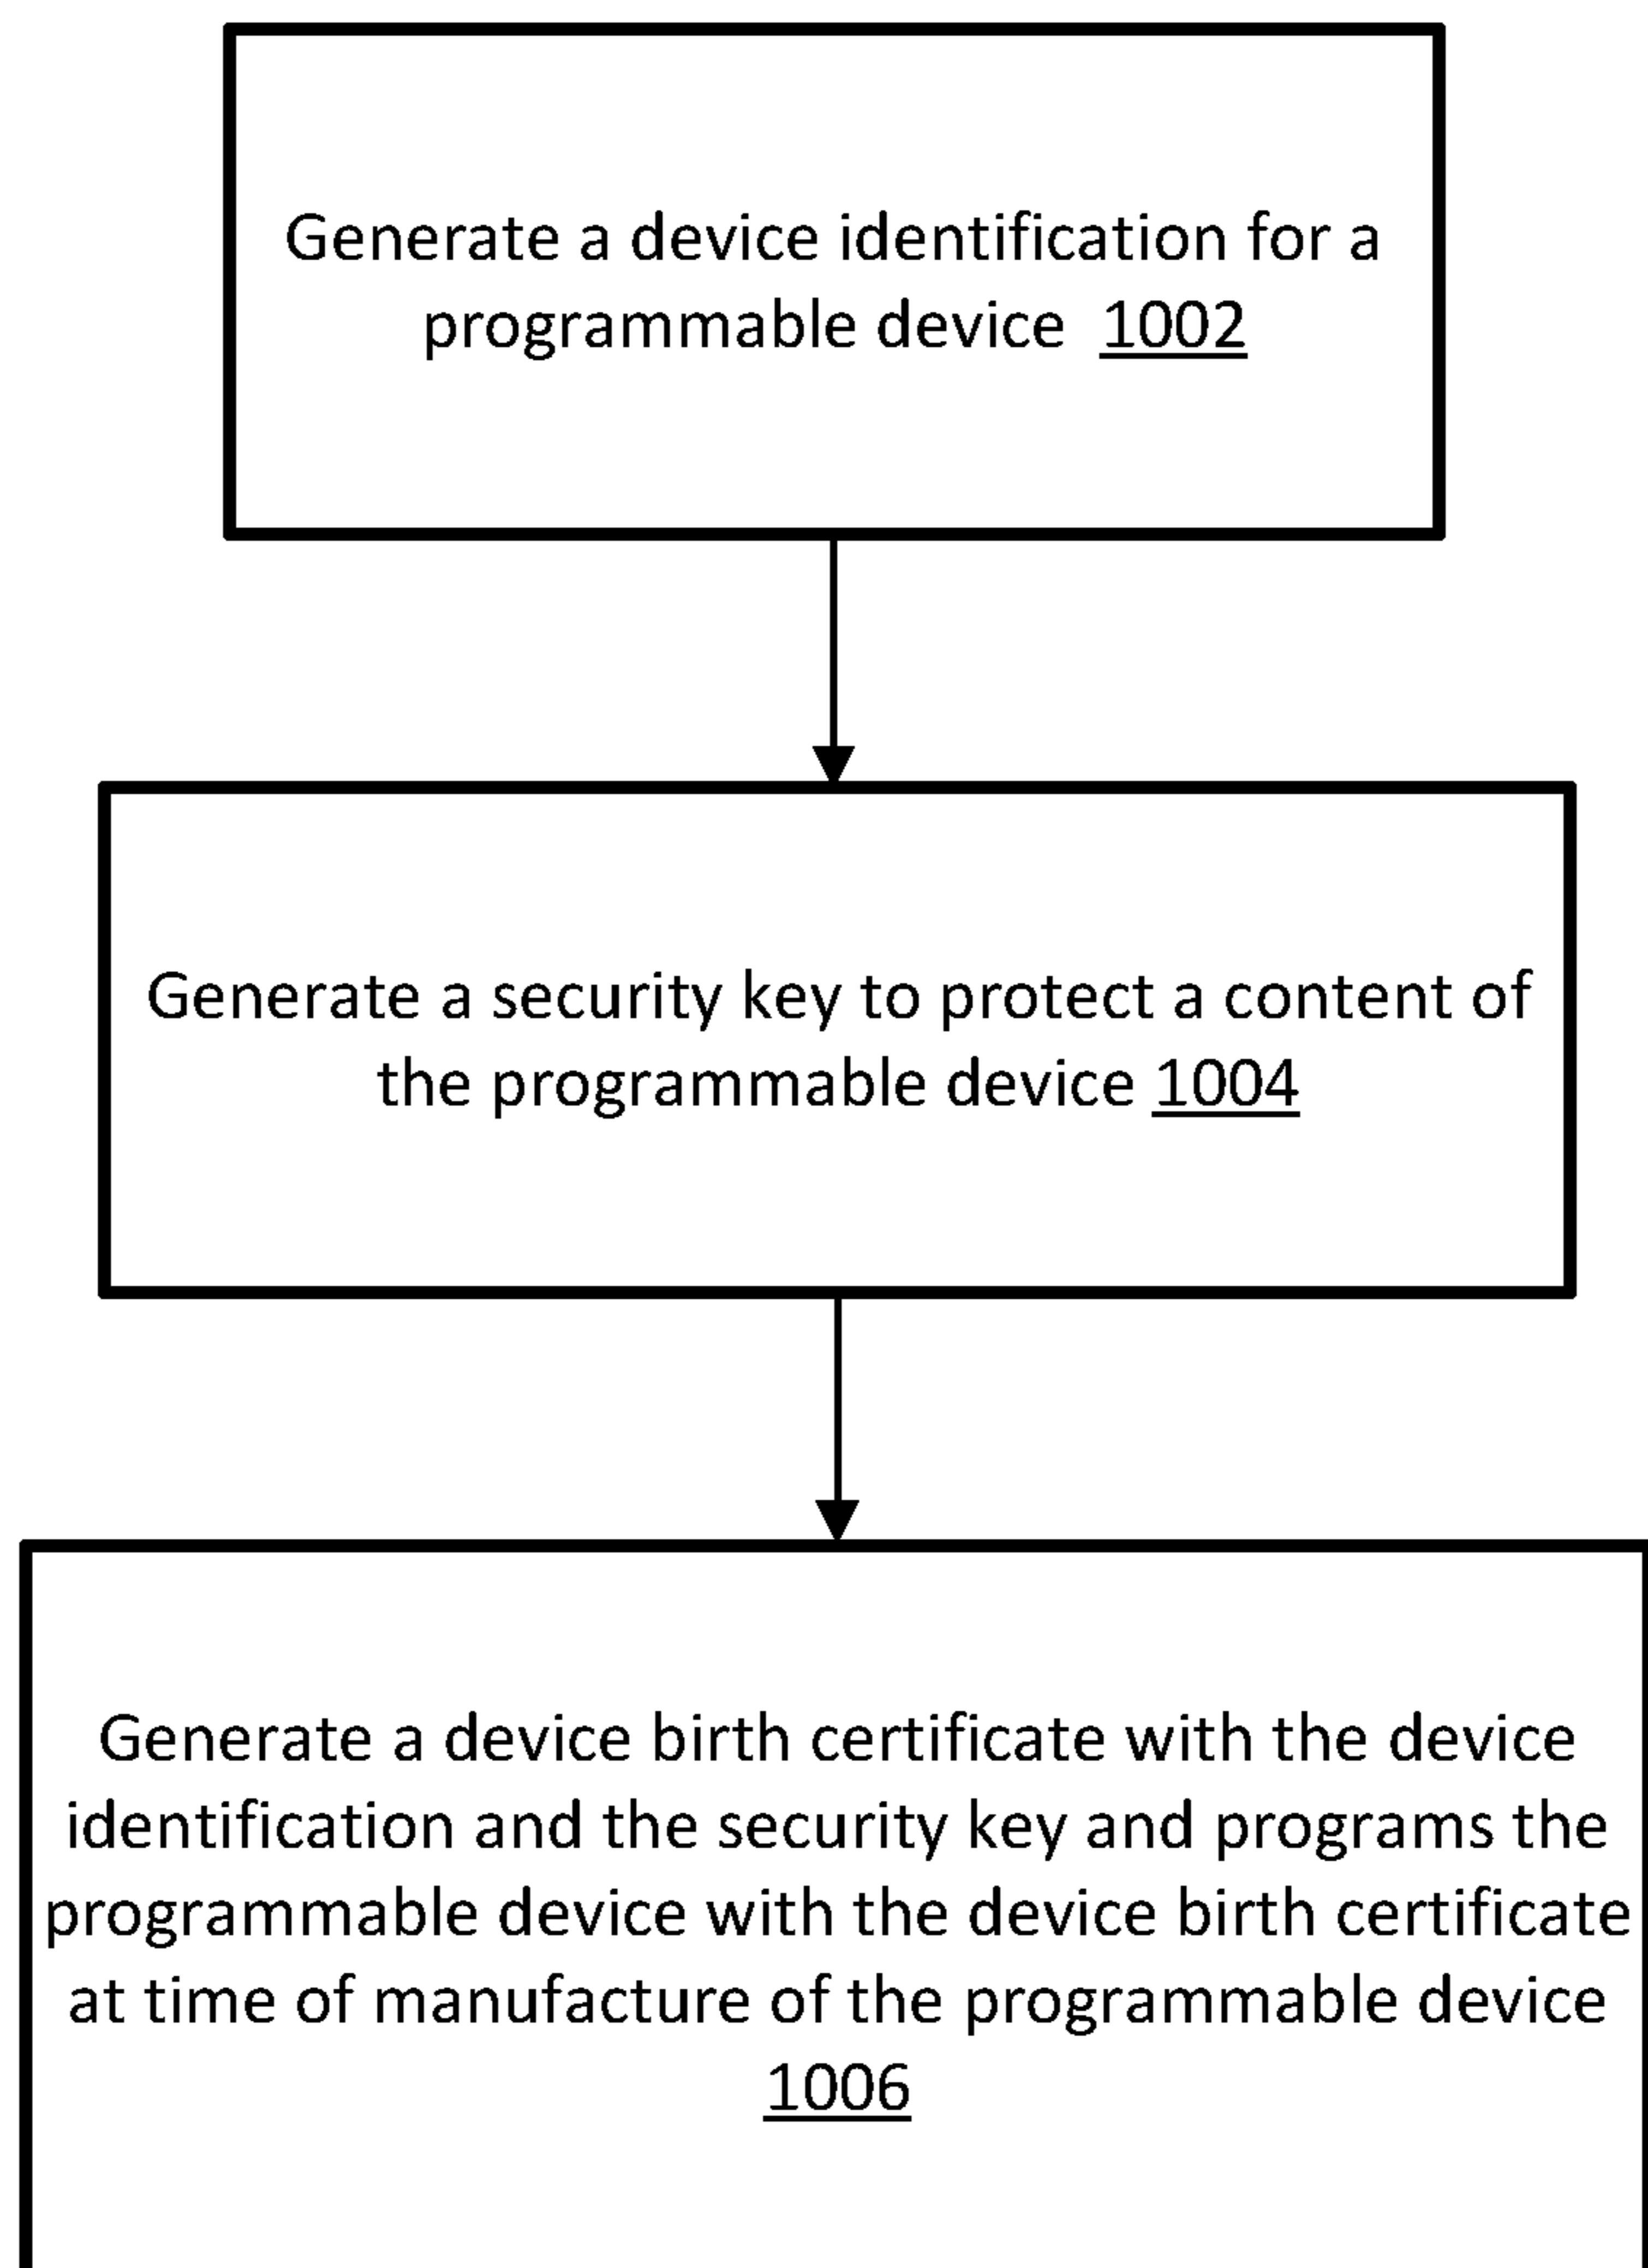 Generate a device identification for a
programmable device 1002
Generate a security key to protect a content of
the programmable device 1004
Generate a device birth certificate with the device
identification and the security key and programs the
programmable device with the device birth certificate
at time of manufacture of the programmable device
1006